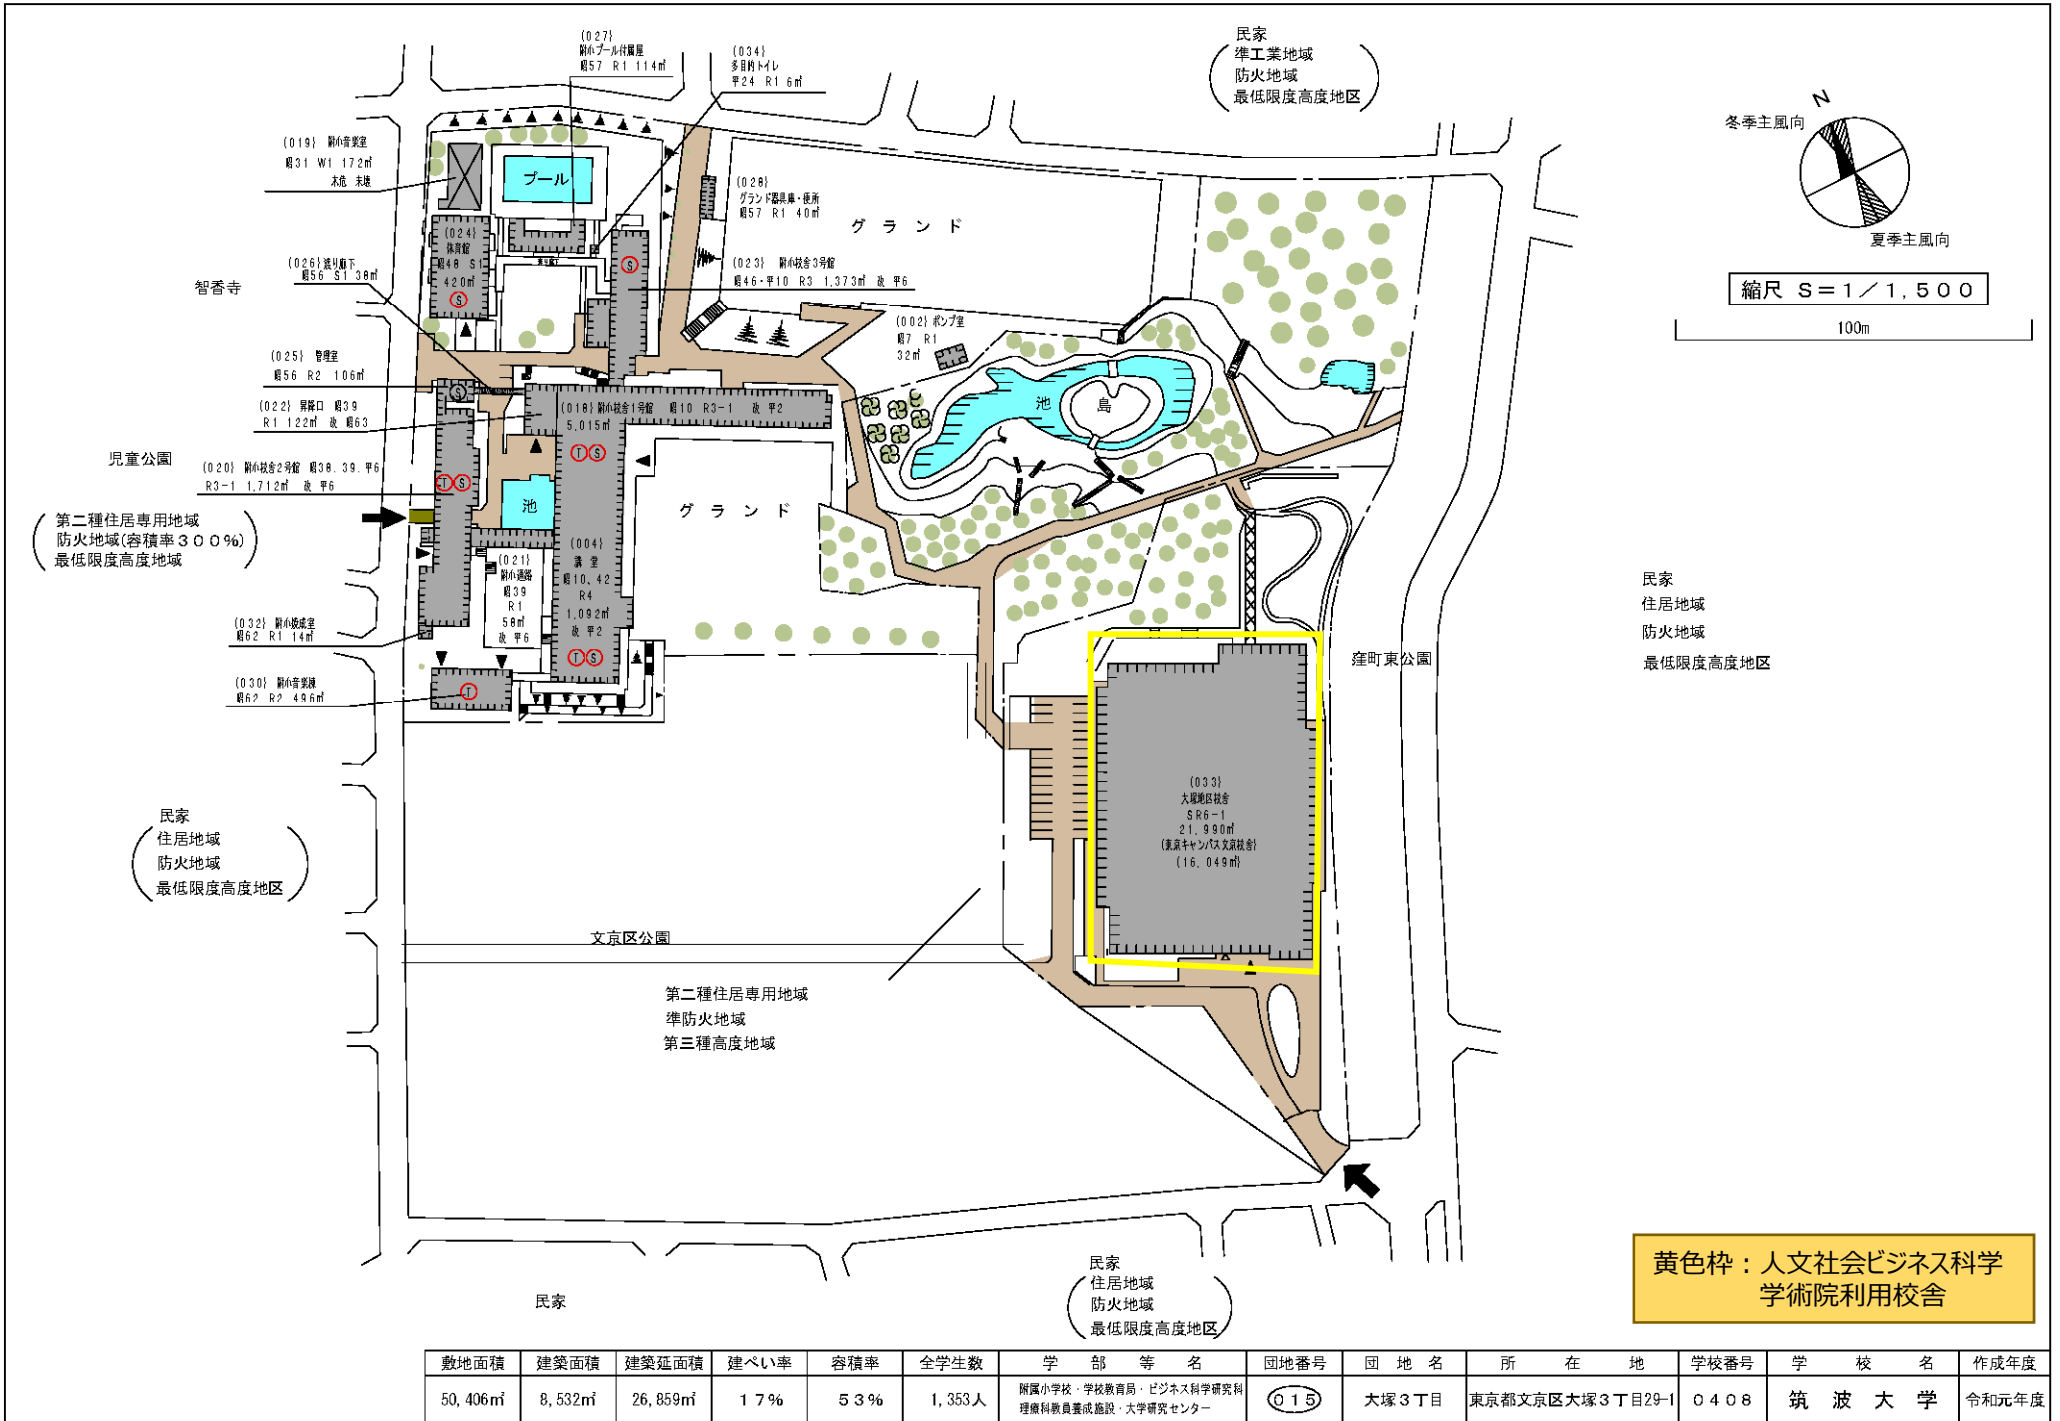 (027)
附小プール付属屋
昭57 R1 114㎡
(034)
多目的トイレ
平24 R1 6㎡
民家
準工業地域
防火地域
最低限度高度地区
N
冬季主風向
夏季主風向
縮尺 S=1/1,500
100m
(019) 附小音楽室
昭31 W1 172㎡
木危 未壊
プール
(028)
グランド器具庫・便所
昭57 R1 40㎡
グランド
(024)
体育館
昭48 S1
420㎡
S
(026)渡り廊下
昭56 S1 38㎡
渡り廊下
智香寺
S
(023) 附小校舎3号館
昭46・平10 R3 1,373㎡ 改 平6
(002) ポンプ室
昭7 R1
32㎡
(025) 管理室
昭56 R2 106㎡
S
(022) 昇降口 昭39
R1 122㎡ 改 昭63
(018) 附小校舎1号館 昭10 R3-1 改 平2
5,015㎡
T S
池
島
児童公園
(020) 附小校舎2号館 昭38.39.平6
R3-1 1,712㎡ 改 平6
T S
池
グランド
第二種住居専用地域
防火地域(容積率300%)
最低限度高度地域
(021)
附小通路
昭39
R1
58㎡
改 平6
(004)
講堂
昭10、42
R4
1,092㎡
改 平2
T S
(032) 附小焼成室
昭62 R1 14㎡
(030) 附小音楽棟
昭62 R2 496㎡
T
民家
住居地域
防火地域
最低限度高度地区
窪町東公園
(033)
大塚地区校舎
SR6-1
21,990㎡
(東京キャンパス文京校舎)
(16,049㎡)
民家
住居地域
防火地域
最低限度高度地区
文京区公園
第二種住居専用地域
準防火地域
第三種高度地域
民家
民家
住居地域
防火地域
最低限度高度地区
黄色枠：人文社会ビジネス科学
学術院利用校舎
敷地面積 建築面積 建築延面積 建ぺい率 容積率 全学生数 学部等名 団地番号 団地名 所在地 学校番号 学校名 作成年度
50,406㎡ 8,532㎡ 26,859㎡ 17% 53% 1,353人 附属小学校・学校教育局・ビジネス科学研究科 015 大塚3丁目 東京都文京区大塚3丁目29-1 0408 筑波大学 令和元年度
理療科教員養成施設・大学研究センター